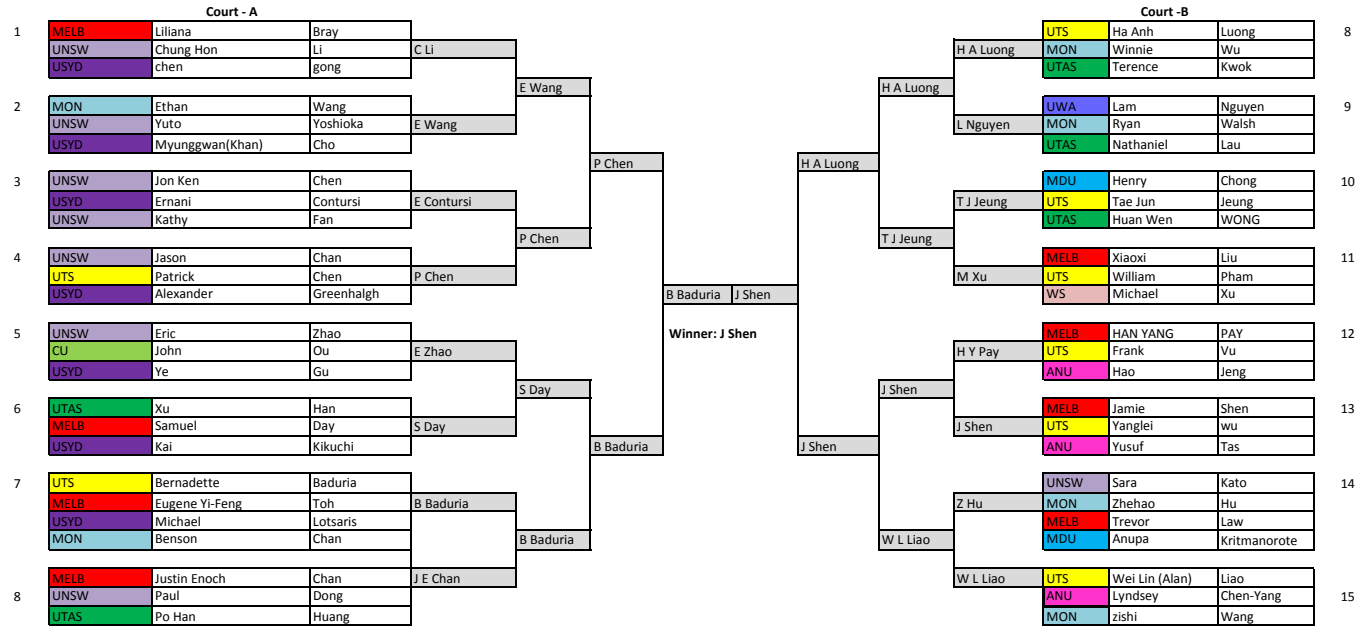 Court - A
Court -B
1 MELB Liliana Bray
UNSW Chung Hon Li C Li
USYD chen gong
E Wang
2 MON Ethan Wang
UNSW Yuto Yoshioka E Wang
USYD Myunggwan(Khan) Cho
P Chen
3 UNSW Jon Ken Chen
USYD Ernani Contursi E Contursi
UNSW Kathy Fan
P Chen
4 UNSW Jason Chan
UTS Patrick Chen P Chen
USYD Alexander Greenhalgh
B Baduria J Shen
Winner: J Shen
5 UNSW Eric Zhao
CU John Ou E Zhao
USYD Ye Gu
S Day
6 UTAS Xu Han
MELB Samuel Day S Day
USYD Kai Kikuchi
B Baduria
7 UTS Bernadette Baduria
MELB Eugene Yi-Feng Toh B Baduria
USYD Michael Lotsaris
MON Benson Chan
B Baduria
MELB Justin Enoch Chan J E Chan
8 UNSW Paul Dong
UTAS Po Han Huang
UTS Ha Anh Luong 8
H A Luong MON Winnie Wu
UTAS Terence Kwok
H A Luong
UWA Lam Nguyen 9
L Nguyen MON Ryan Walsh
UTAS Nathaniel Lau
H A Luong
MDU Henry Chong 10
T J Jeung UTS Tae Jun Jeung
UTAS Huan Wen WONG
T J Jeung
MELB Xiaoxi Liu 11
M Xu UTS William Pham
WS Michael Xu
MELB HAN YANG PAY 12
H Y Pay UTS Frank Vu
ANU Hao Jeng
J Shen
MELB Jamie Shen 13
J Shen UTS Yanglei wu
ANU Yusuf Tas
J Shen
UNSW Sara Kato 14
Z Hu MON Zhehao Hu
MELB Trevor Law
MDU Anupa Kritmanorote
W L Liao
W L Liao UTS Wei Lin (Alan) Liao
ANU Lyndsey Chen-Yang 15
MON zishi Wang